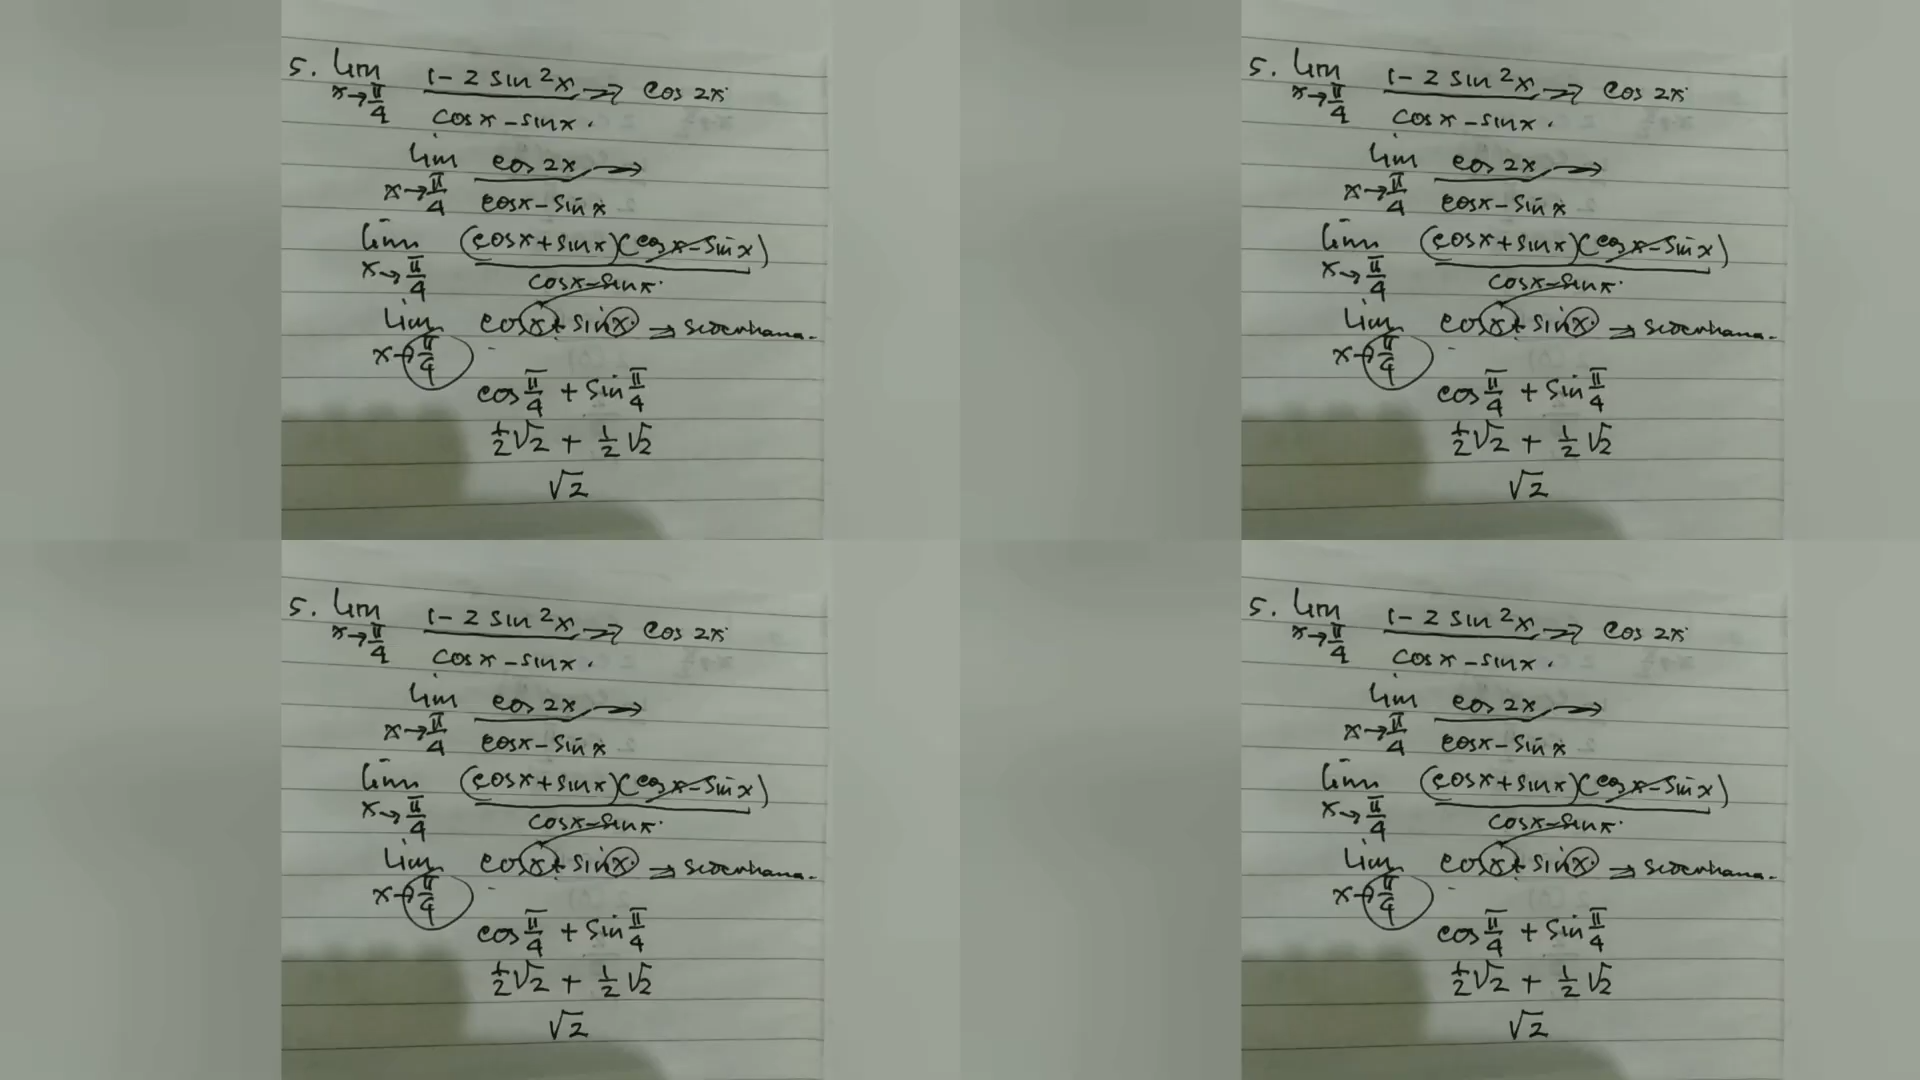 5. lim x→π/4 1 - 2 sin²x / cos x - sin x → cos 2x
lim x→π/4 cos 2x / cos x - sin x →
lim x→π/4 (cos x + sin x)(cos x - sin x) / cos x - sin x
lim x→π/4 cos x + sin x → sederhana.
cos π/4 + sin π/4
1/2 √2 + 1/2 √2
√2
5. lim x→π/4 1 - 2 sin²x / cos x - sin x → cos 2x
lim x→π/4 cos 2x / cos x - sin x →
lim x→π/4 (cos x + sin x)(cos x - sin x) / cos x - sin x
lim x→π/4 cos x + sin x → sederhana.
cos π/4 + sin π/4
1/2 √2 + 1/2 √2
√2
5. lim x→π/4 1 - 2 sin²x / cos x - sin x → cos 2x
lim x→π/4 cos 2x / cos x - sin x →
lim x→π/4 (cos x + sin x)(cos x - sin x) / cos x - sin x
lim x→π/4 cos x + sin x → sederhana.
cos π/4 + sin π/4
1/2 √2 + 1/2 √2
√2
5. lim x→π/4 1 - 2 sin²x / cos x - sin x → cos 2x
lim x→π/4 cos 2x / cos x - sin x →
lim x→π/4 (cos x + sin x)(cos x - sin x) / cos x - sin x
lim x→π/4 cos x + sin x → sederhana.
cos π/4 + sin π/4
1/2 √2 + 1/2 √2
√2